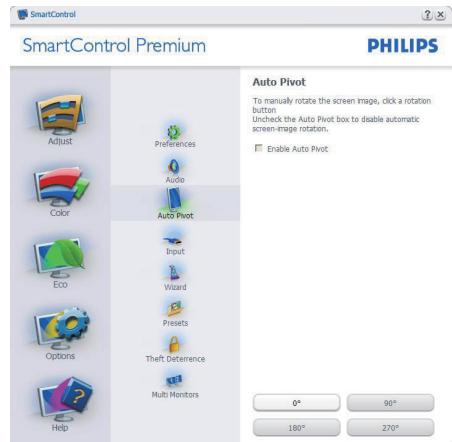 SmartControl
SmartControl Premium
PHILIPS
Adjust
Color
Eco
Options
Help
Preferences
Audio
Auto Pivot
Input
Wizard
Presets
Theft Deterrence
Multi Monitors
Auto Pivot
To manually rotate the screen image, click a rotation
button
Uncheck the Auto Pivot box to disable automatic
screen-image rotation.
Enable Auto Pivot
0°
90°
180°
270°